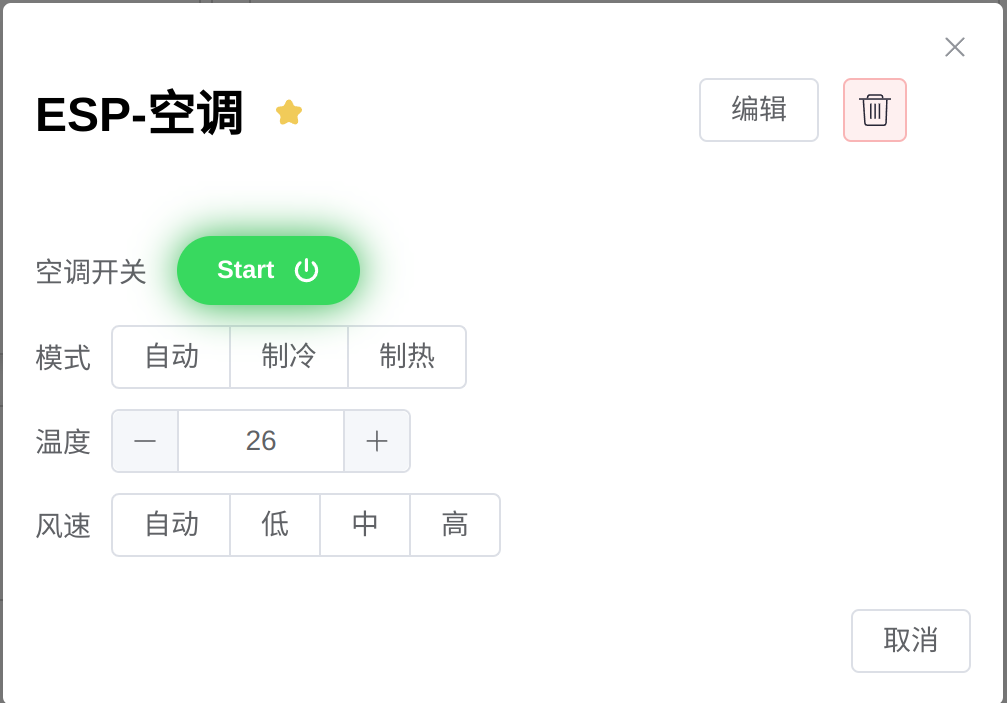 ESP-空调
编辑
空调开关 Start
模式 自动 制冷 制热
温度 26
风速 自动 低 中 高
取消